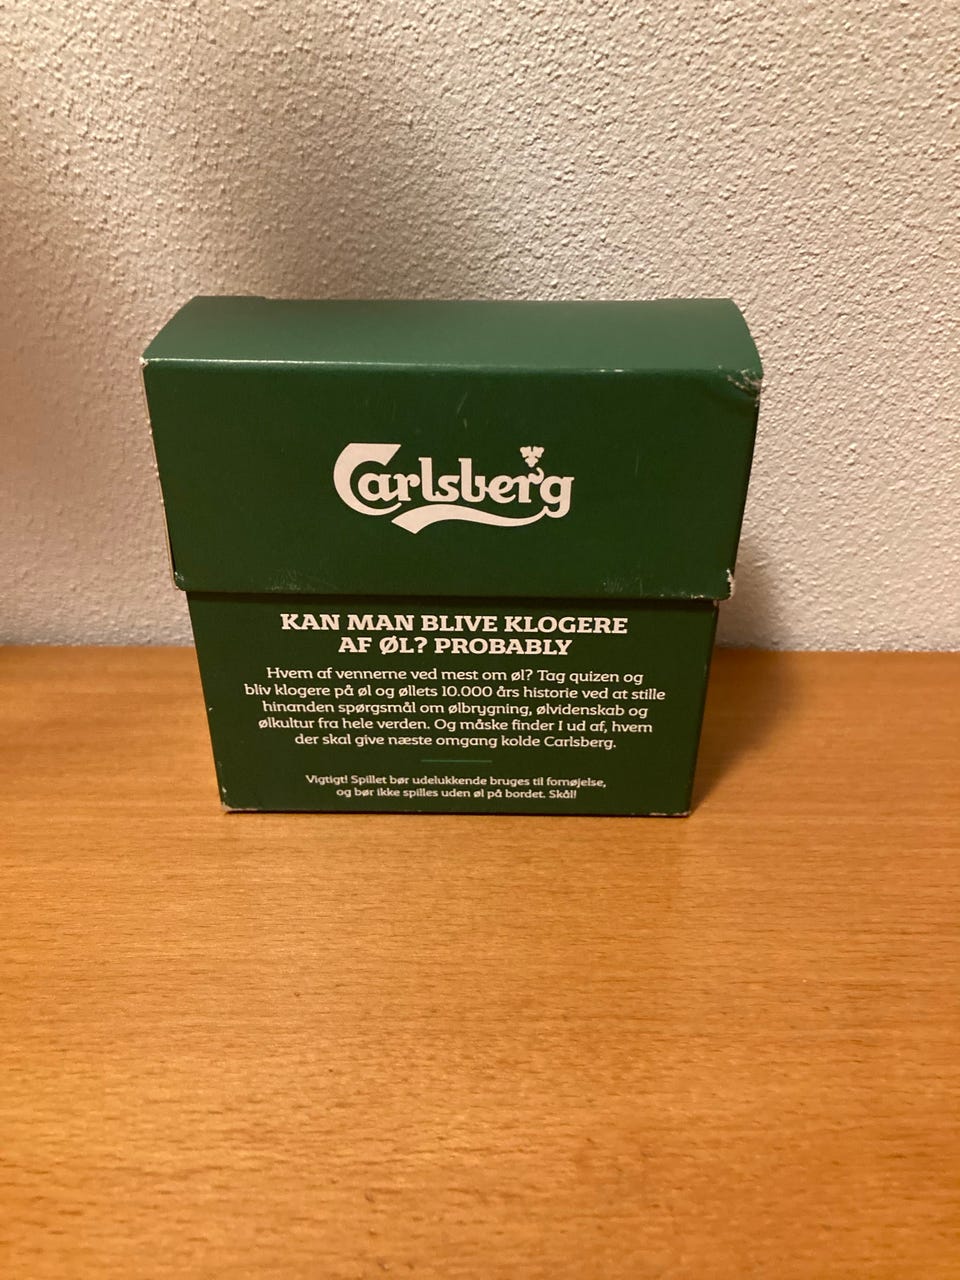 Carlsberg
KAN MAN BLIVE KLOGERE
AF ØL? PROBABLY
Hvem af vennerne ved mest om øl? Tag quizen og
bliv klogere på øl og øllets 10.000 års historie ved at stille
hinanden spørgsmål om ølbrygning, ølvidenskab og
ølkultur fra hele verden. Og måske finder I ud af, hvem
der skal give næste omgang kolde Carlsberg.
Vigtigt! Spillet bør udelukkende bruges til fornøjelse,
og bør ikke spilles uden øl på bordet. Skål!